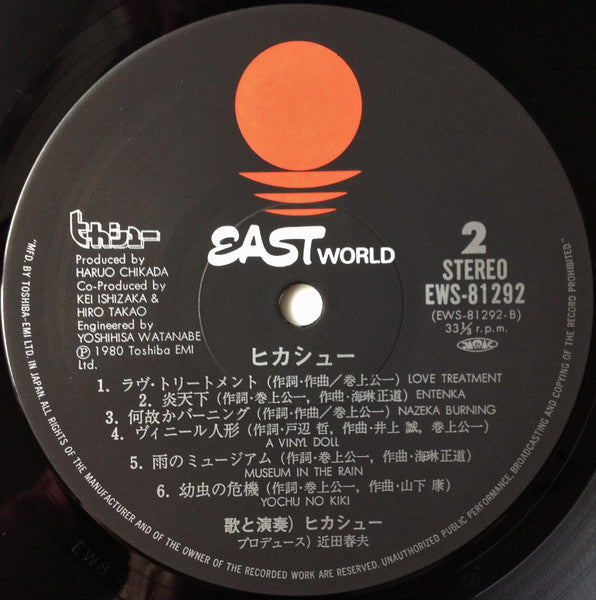 EAST WORLD
ヒカシュー
Produced by
HARUO CHIKADA
Co-Produced by
KEI ISHIZAKA &
HIRO TAKAO
Engineered by
YOSHIHISA WATANABE
Ⓟ 1980 Toshiba EMI
Ltd.
2
STEREO
EWS-81292
(EWS-81292-B)
33⅓ r.p.m.
JASRAC
ヒカシュー
1. ラヴ・トリートメント (作詞・作曲／巻上公一) LOVE TREATMENT
2. 炎天下 (作詞・巻上公一, 作曲・海琳正道) ENTENKA
3. 何故かバーニング (作詞・作曲／巻上公一) NAZEKA BURNING
4. ヴィニール人形 (作詞・戸辺 哲, 作曲・井上 誠, 巻上公一)
A VINYL DOLL
5. 雨のミュージアム (作詞・巻上公一, 作曲・海琳正道)
MUSEUM IN THE RAIN
6. 幼虫の危機 (作詞・巻上公一, 作曲・山下 康)
YOCHU NO KIKI
歌と演奏) ヒカシュー
プロデュース) 近田春夫
"MFD. BY TOSHIBA-EMI LTD. IN JAPAN. ALL RIGHTS OF THE MANUFACTURER AND OF THE OWNER OF THE RECORDED WORK ARE RESERVED. UNAUTHORIZED PUBLIC PERFORMANCE, BROADCASTING AND COPYING OF THE RECORD PROHIBITED."